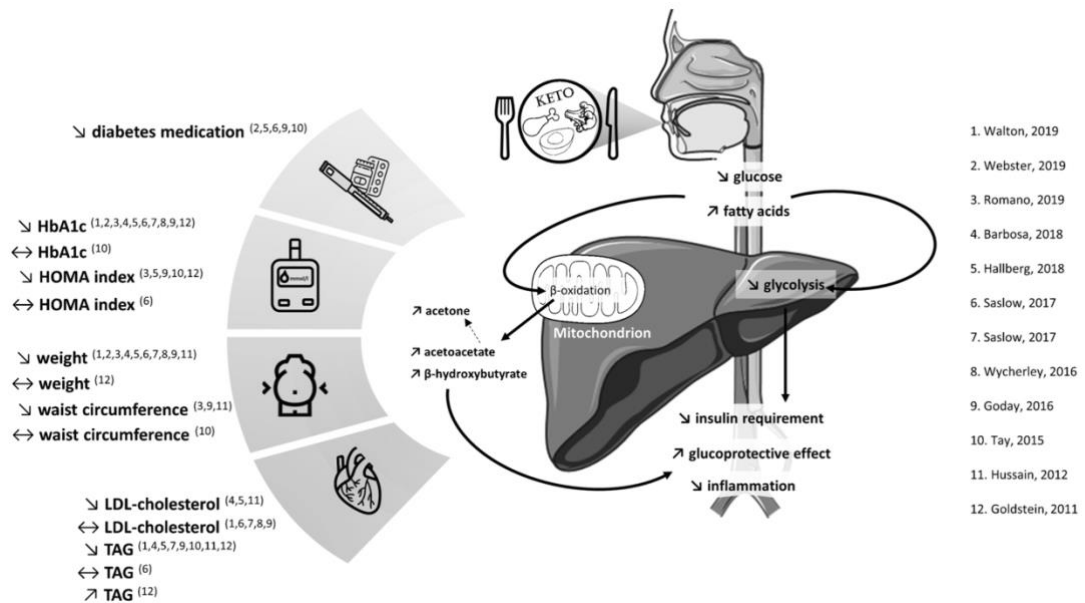 ↘ diabetes medication (2,5,6,9,10)
↘ HbA1c (1,2,3,4,5,6,7,8,9,12)
↔ HbA1c (10)
↘ HOMA index (3,5,9,10,12)
↔ HOMA index (6)
↘ weight (1,2,3,4,5,6,7,8,9,11)
↔ weight (12)
↘ waist circumference (3,9,11)
↔ waist circumference (10)
↘ LDL-cholesterol (4,5,11)
↔ LDL-cholesterol (1,6,7,8,9)
↘ TAG (1,4,5,7,9,10,11,12)
↔ TAG (6)
↗ TAG (12)
KETO
↘ glucose
↗ fatty acids
β-oxidation
Mitochondrion
↘ glycolysis
↗ acetone
↗ acetoacetate
↗ β-hydroxybutyrate
↘ insulin requirement
↗ glucoprotective effect
↘ inflammation
1. Walton, 2019
2. Webster, 2019
3. Romano, 2019
4. Barbosa, 2018
5. Hallberg, 2018
6. Saslow, 2017
7. Saslow, 2017
8. Wycherley, 2016
9. Goday, 2016
10. Tay, 2015
11. Hussain, 2012
12. Goldstein, 2011